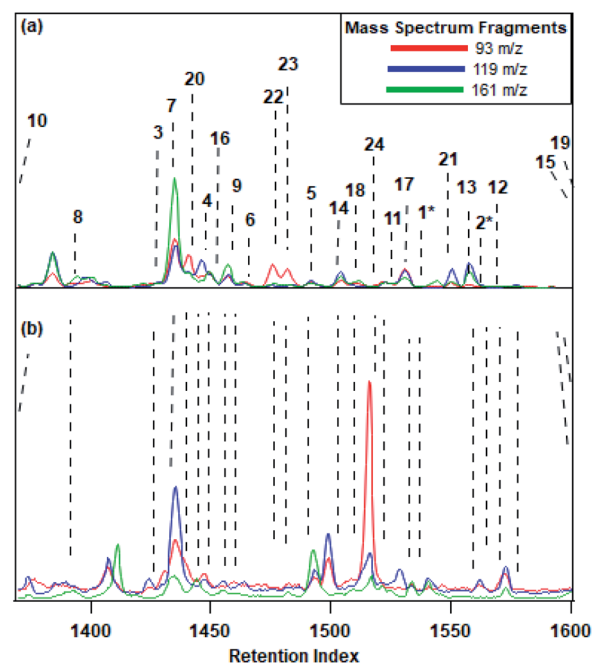 (a)
Mass Spectrum Fragments
93 m/z
119 m/z
161 m/z
10 8 3 7 20 4 16 9 6 22 23 5 14 18 24 11 17 1* 21 13 2* 12 15 19
(b)
1400 1450 1500 1550 1600
Retention Index